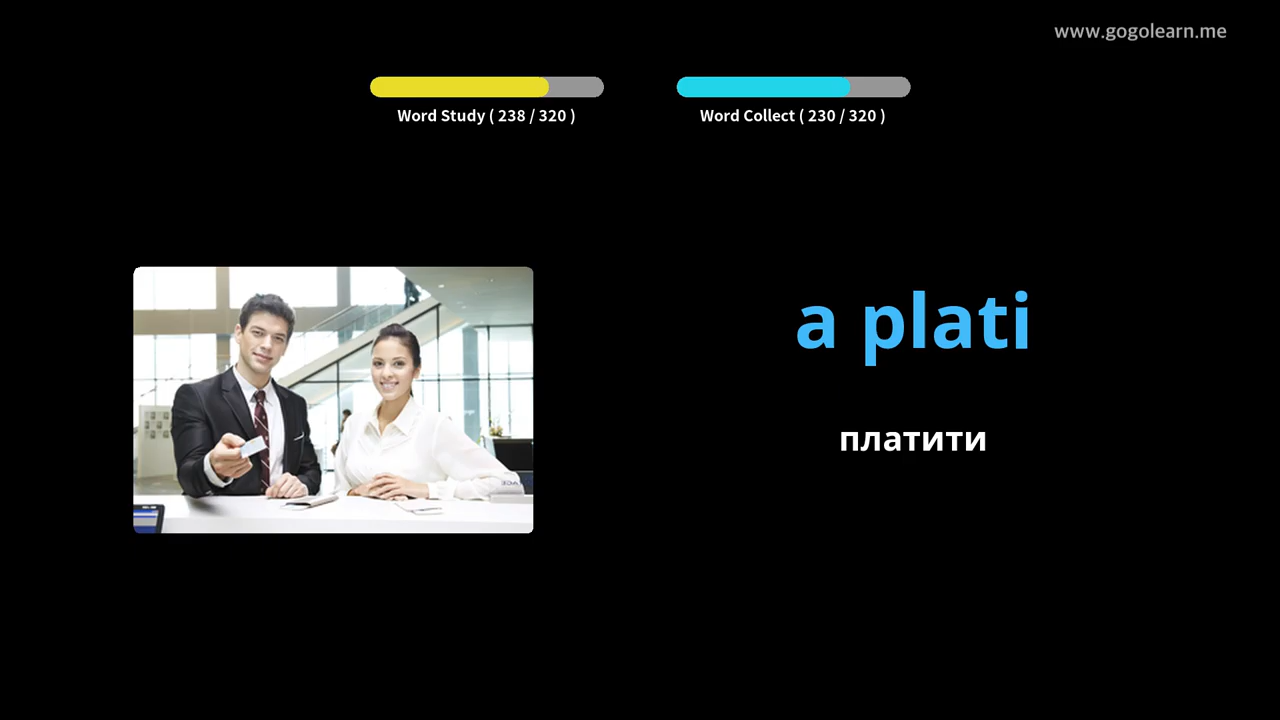 www.gogolearn.me
Word Study ( 238 / 320 )
Word Collect ( 230 / 320 )
a plati
платити